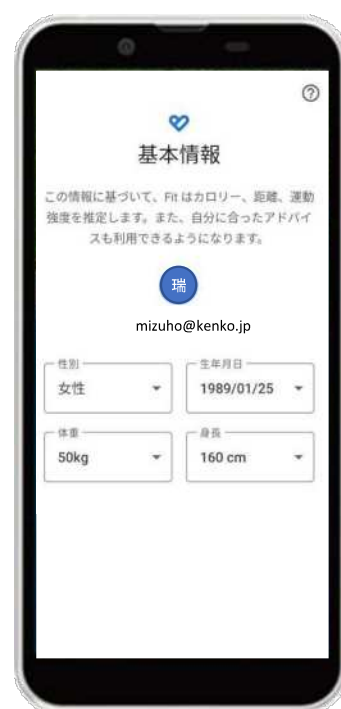 基本情報
この情報に基づいて、Fit はカロリー、距離、運動
強度を推定します。また、自分に合ったアドバイ
スも利用できるようになります。
瑞
mizuho@kenko.jp
性別
女性
生年月日
1989/01/25
体重
50kg
身長
160 cm